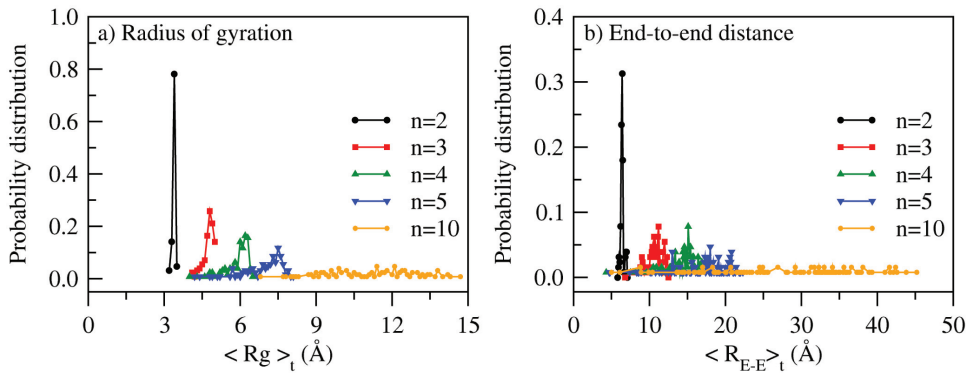 a) Radius of gyration
Probability distribution
1.0
0.8
0.6
0.4
0.2
0.0
n=2
n=3
n=4
n=5
n=10
0
3
6
9
12
15
< Rg >t (Å)
b) End-to-end distance
Probability distribution
0.4
0.3
0.2
0.1
0.0
n=2
n=3
n=4
n=5
n=10
0
10
20
30
40
50
< RE-E>t (Å)